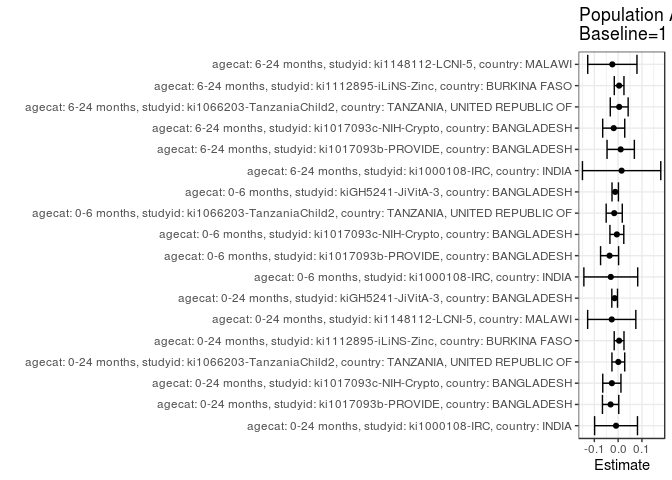 Population
Baseline=1
agecat: 6-24 months, studyid: ki1148112-LCNI-5, country: MALAWI
agecat: 6-24 months, studyid: ki1112895-iLiNS-Zinc, country: BURKINA FASO
agecat: 6-24 months, studyid: ki1066203-TanzaniaChild2, country: TANZANIA, UNITED REPUBLIC OF
agecat: 6-24 months, studyid: ki1017093c-NIH-Crypto, country: BANGLADESH
agecat: 6-24 months, studyid: ki1017093b-PROVIDE, country: BANGLADESH
agecat: 6-24 months, studyid: ki1000108-IRC, country: INDIA
agecat: 0-6 months, studyid: kiGH5241-JiVitA-3, country: BANGLADESH
agecat: 0-6 months, studyid: ki1066203-TanzaniaChild2, country: TANZANIA, UNITED REPUBLIC OF
agecat: 0-6 months, studyid: ki1017093c-NIH-Crypto, country: BANGLADESH
agecat: 0-6 months, studyid: ki1017093b-PROVIDE, country: BANGLADESH
agecat: 0-6 months, studyid: ki1000108-IRC, country: INDIA
agecat: 0-24 months, studyid: kiGH5241-JiVitA-3, country: BANGLADESH
agecat: 0-24 months, studyid: ki1148112-LCNI-5, country: MALAWI
agecat: 0-24 months, studyid: ki1112895-iLiNS-Zinc, country: BURKINA FASO
agecat: 0-24 months, studyid: ki1066203-TanzaniaChild2, country: TANZANIA, UNITED REPUBLIC OF
agecat: 0-24 months, studyid: ki1017093c-NIH-Crypto, country: BANGLADESH
agecat: 0-24 months, studyid: ki1017093b-PROVIDE, country: BANGLADESH
agecat: 0-24 months, studyid: ki1000108-IRC, country: INDIA
-0.1 0.0 0.1
Estimate